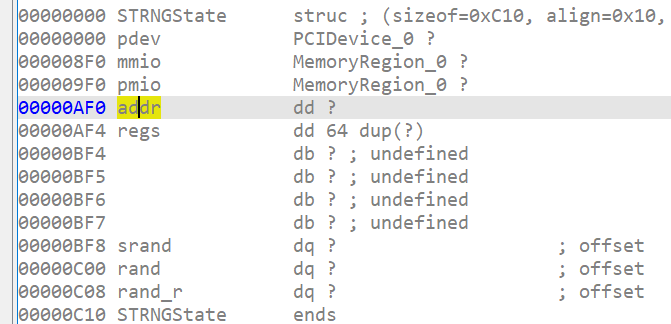 00000000 STRNGState struc ; (sizeof=0xC10, align=0x10,
00000000 pdev PCIDevice_0 ?
000008F0 mmio MemoryRegion_0 ?
000009F0 pmio MemoryRegion_0 ?
00000AF0 addr dd ?
00000AF4 regs dd 64 dup(?)
00000BF4 db ? ; undefined
00000BF5 db ? ; undefined
00000BF6 db ? ; undefined
00000BF7 db ? ; undefined
00000BF8 srand dq ? ; offset
00000C00 rand dq ? ; offset
00000C08 rand_r dq ? ; offset
00000C10 STRNGState ends